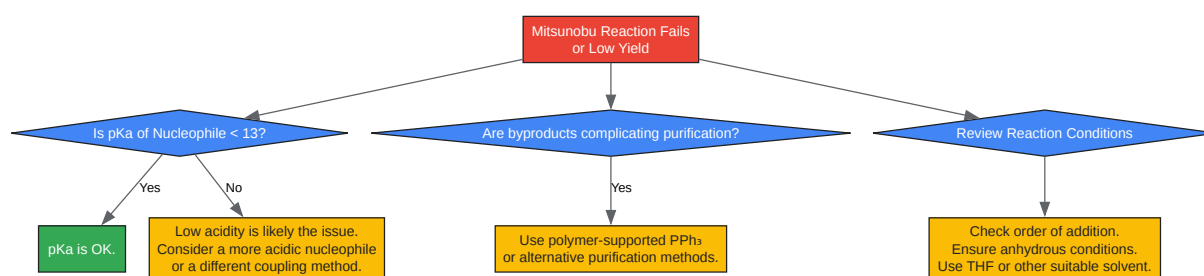 Mitsunobu Reaction Fails
or Low Yield
Is pKa of Nucleophile < 13?
Are byproducts complicating purification?
Review Reaction Conditions
Yes
No
Yes
pKa is OK.
Low acidity is likely the issue.
Consider a more acidic nucleophile
or a different coupling method.
Use polymer-supported PPh₃
or alternative purification methods.
Check order of addition.
Ensure anhydrous conditions.
Use THF or other suitable solvent.